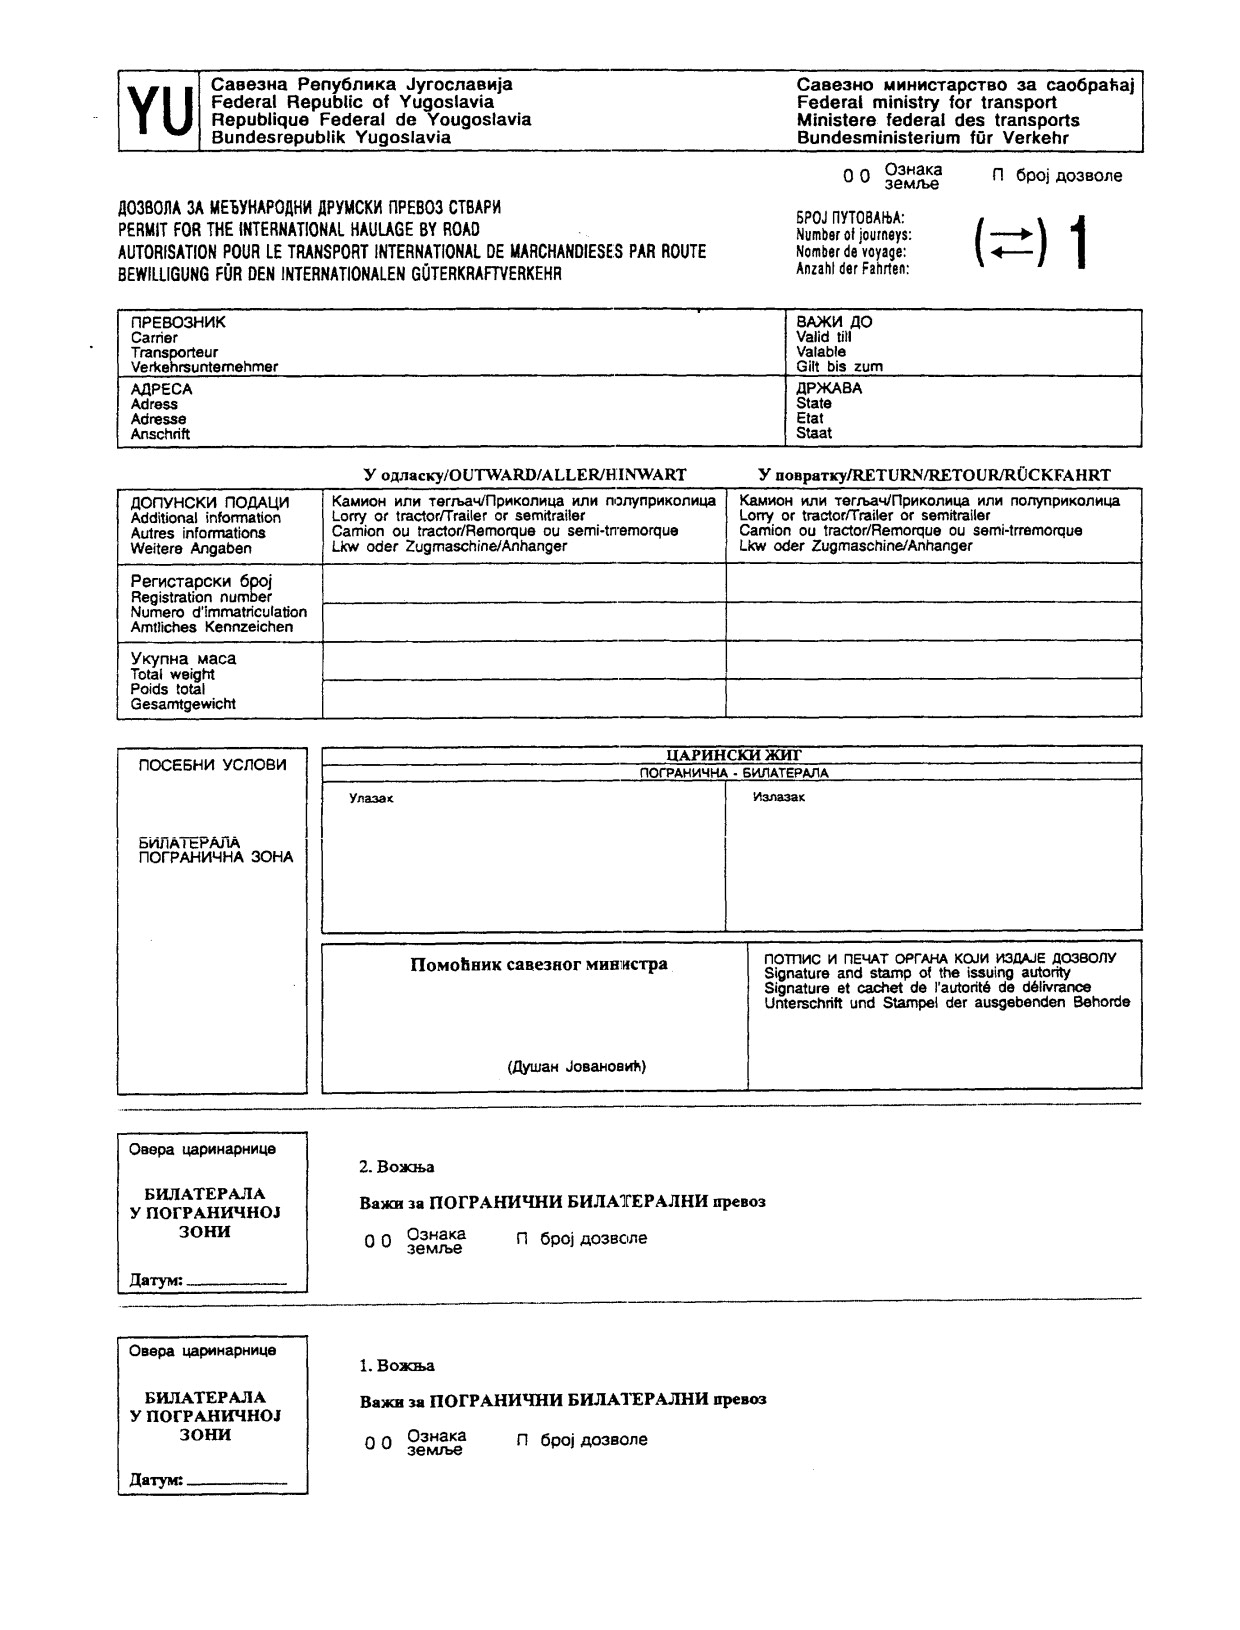 YU
Савезна Република Југославија
Federal Republic of Yugoslavia
Republique Federal de Yougoslavia
Bundesrepublik Yugoslavia
Савезно министарство за саобраћај
Federal ministry for transport
Ministere federal des transports
Bundesministerium für Verkehr
0 0 Ознака земље П број дозволе
ДОЗВОЛА ЗА МЕЂУНАРОДНИ ДРУМСКИ ПРЕВОЗ СТВАРИ
PERMIT FOR THE INTERNATIONAL HAULAGE BY ROAD
AUTORISATION POUR LE TRANSPORT INTERNATIONAL DE MARCHANDIESES PAR ROUTE
BEWILLIGUNG FÜR DEN INTERNATIONALEN GÜTERKRAFTVERKEHR
БРОЈ ПУТОВАЊА:
Number of journeys:
Nomber de voyage:
Anzahl der Fahrten:
(⇄) 1
ПРЕВОЗНИК
Carrier
Transporteur
Verkehrsunternehmer
ВАЖИ ДО
Valid till
Valable
Gilt bis zum
АДРЕСА
Adress
Adresse
Anschrift
ДРЖАВА
State
Etat
Staat
У одласку/OUTWARD/ALLER/HINWART
У повратку/RETURN/RETOUR/RÜCKFAHRT
ДОПУНСКИ ПОДАЦИ
Additional information
Autres informations
Weitere Angaben
Камион или тегљач/Приколица или полуприколица
Lorry or tractor/Trailer or semitrailer
Camion ou tractor/Remorque ou semi-trremorque
Lkw oder Zugmaschine/Anhanger
Камион или тегљач/Приколица или полуприколица
Lorry or tractor/Trailer or semitrailer
Camion ou tractor/Remorque ou semi-trremorque
Lkw oder Zugmaschine/Anhanger
Регистарски број
Registration number
Numero d'immatriculation
Amtliches Kennzeichen
Укупна маса
Total weight
Poids total
Gesamtgewicht
ПОСЕБНИ УСЛОВИ
БИЛАТЕРАЛА
ПОГРАНИЧНА ЗОНА
ЦАРИНСКИ ЖИГ
ПОГРАНИЧНА - БИЛАТЕРАЛА
Улазак
Излазак
Помоћник савезног министра
(Душан Јовановић)
ПОТПИС И ПЕЧАТ ОРГАНА КОЈИ ИЗДАЈЕ ДОЗВОЛУ
Signature and stamp of the issuing autority
Signature et cachet de l'autorité de délivrance
Unterschrift und Stampel der ausgebenden Behorde
Овера царинарнице
БИЛАТЕРАЛА
У ПОГРАНИЧНОЈ
ЗОНИ
Датум:
2. Вожња
Важи за ПОГРАНИЧНИ БИЛАТЕРАЛНИ превоз
0 0 Ознака земље П број дозволе
Овера царинарнице
БИЛАТЕРАЛА
У ПОГРАНИЧНОЈ
ЗОНИ
Датум:
1. Вожња
Важи за ПОГРАНИЧНИ БИЛАТЕРАЛНИ превоз
0 0 Ознака земље П број дозволе